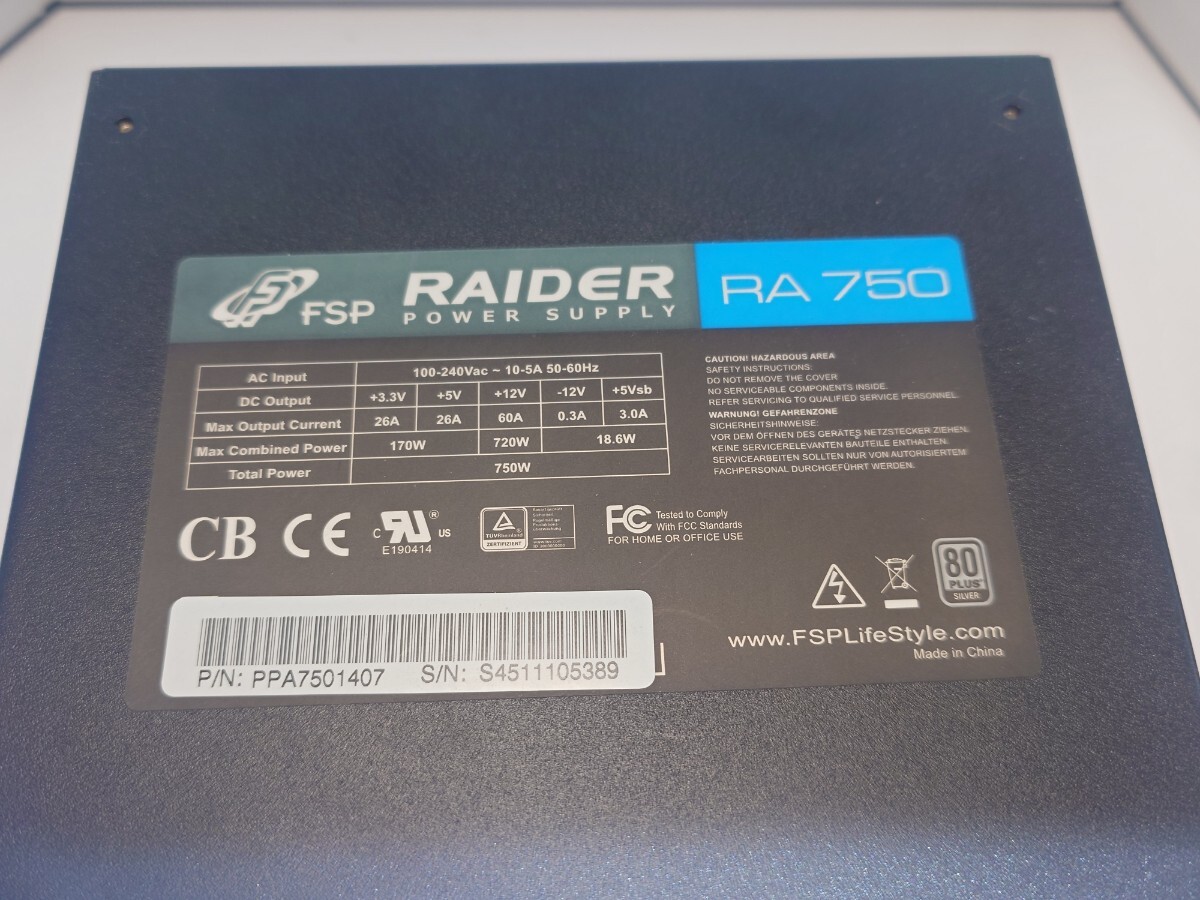 FSP RAIDER RA 750
POWER SUPPLY
AC Input 100-240Vac ~ 10-5A 50-60Hz
DC Output +3.3V +5V +12V -12V +5Vsb
Max Output Current 26A 26A 60A 0.3A 3.0A
Max Combined Power 170W 720W 18.6W
Total Power 750W
CAUTION! HAZARDOUS AREA
SAFETY INSTRUCTIONS:
DO NOT REMOVE THE COVER
NO SERVICEABLE COMPONENTS INSIDE.
REFER SERVICING TO QUALIFIED SERVICE PERSONNEL.
WARNUNG! GEFAHRENZONE
SICHERHEITSHINWEISE:
VOR DEM ÖFFNEN DES GERÄTES NETZSTECKER ZIEHEN.
KEINE SERVICERELEVANTEN BAUTEILE ENTHALTEN.
SERVICEARBEITEN SOLLTEN NUR VON AUTORISIERTEM
FACHPERSONAL DURCHGEFÜHRT WERDEN.
CB CE c RU ® US
E190414
TÜVRheinland
ZERTIFIZIERT
FC Tested to Comply
With FCC Standards
FOR HOME OR OFFICE USE
80
PLUS
SILVER
www.FSPLifeStyle.com
Made in China
P/N: PPA7501407 S/N: S4511105389